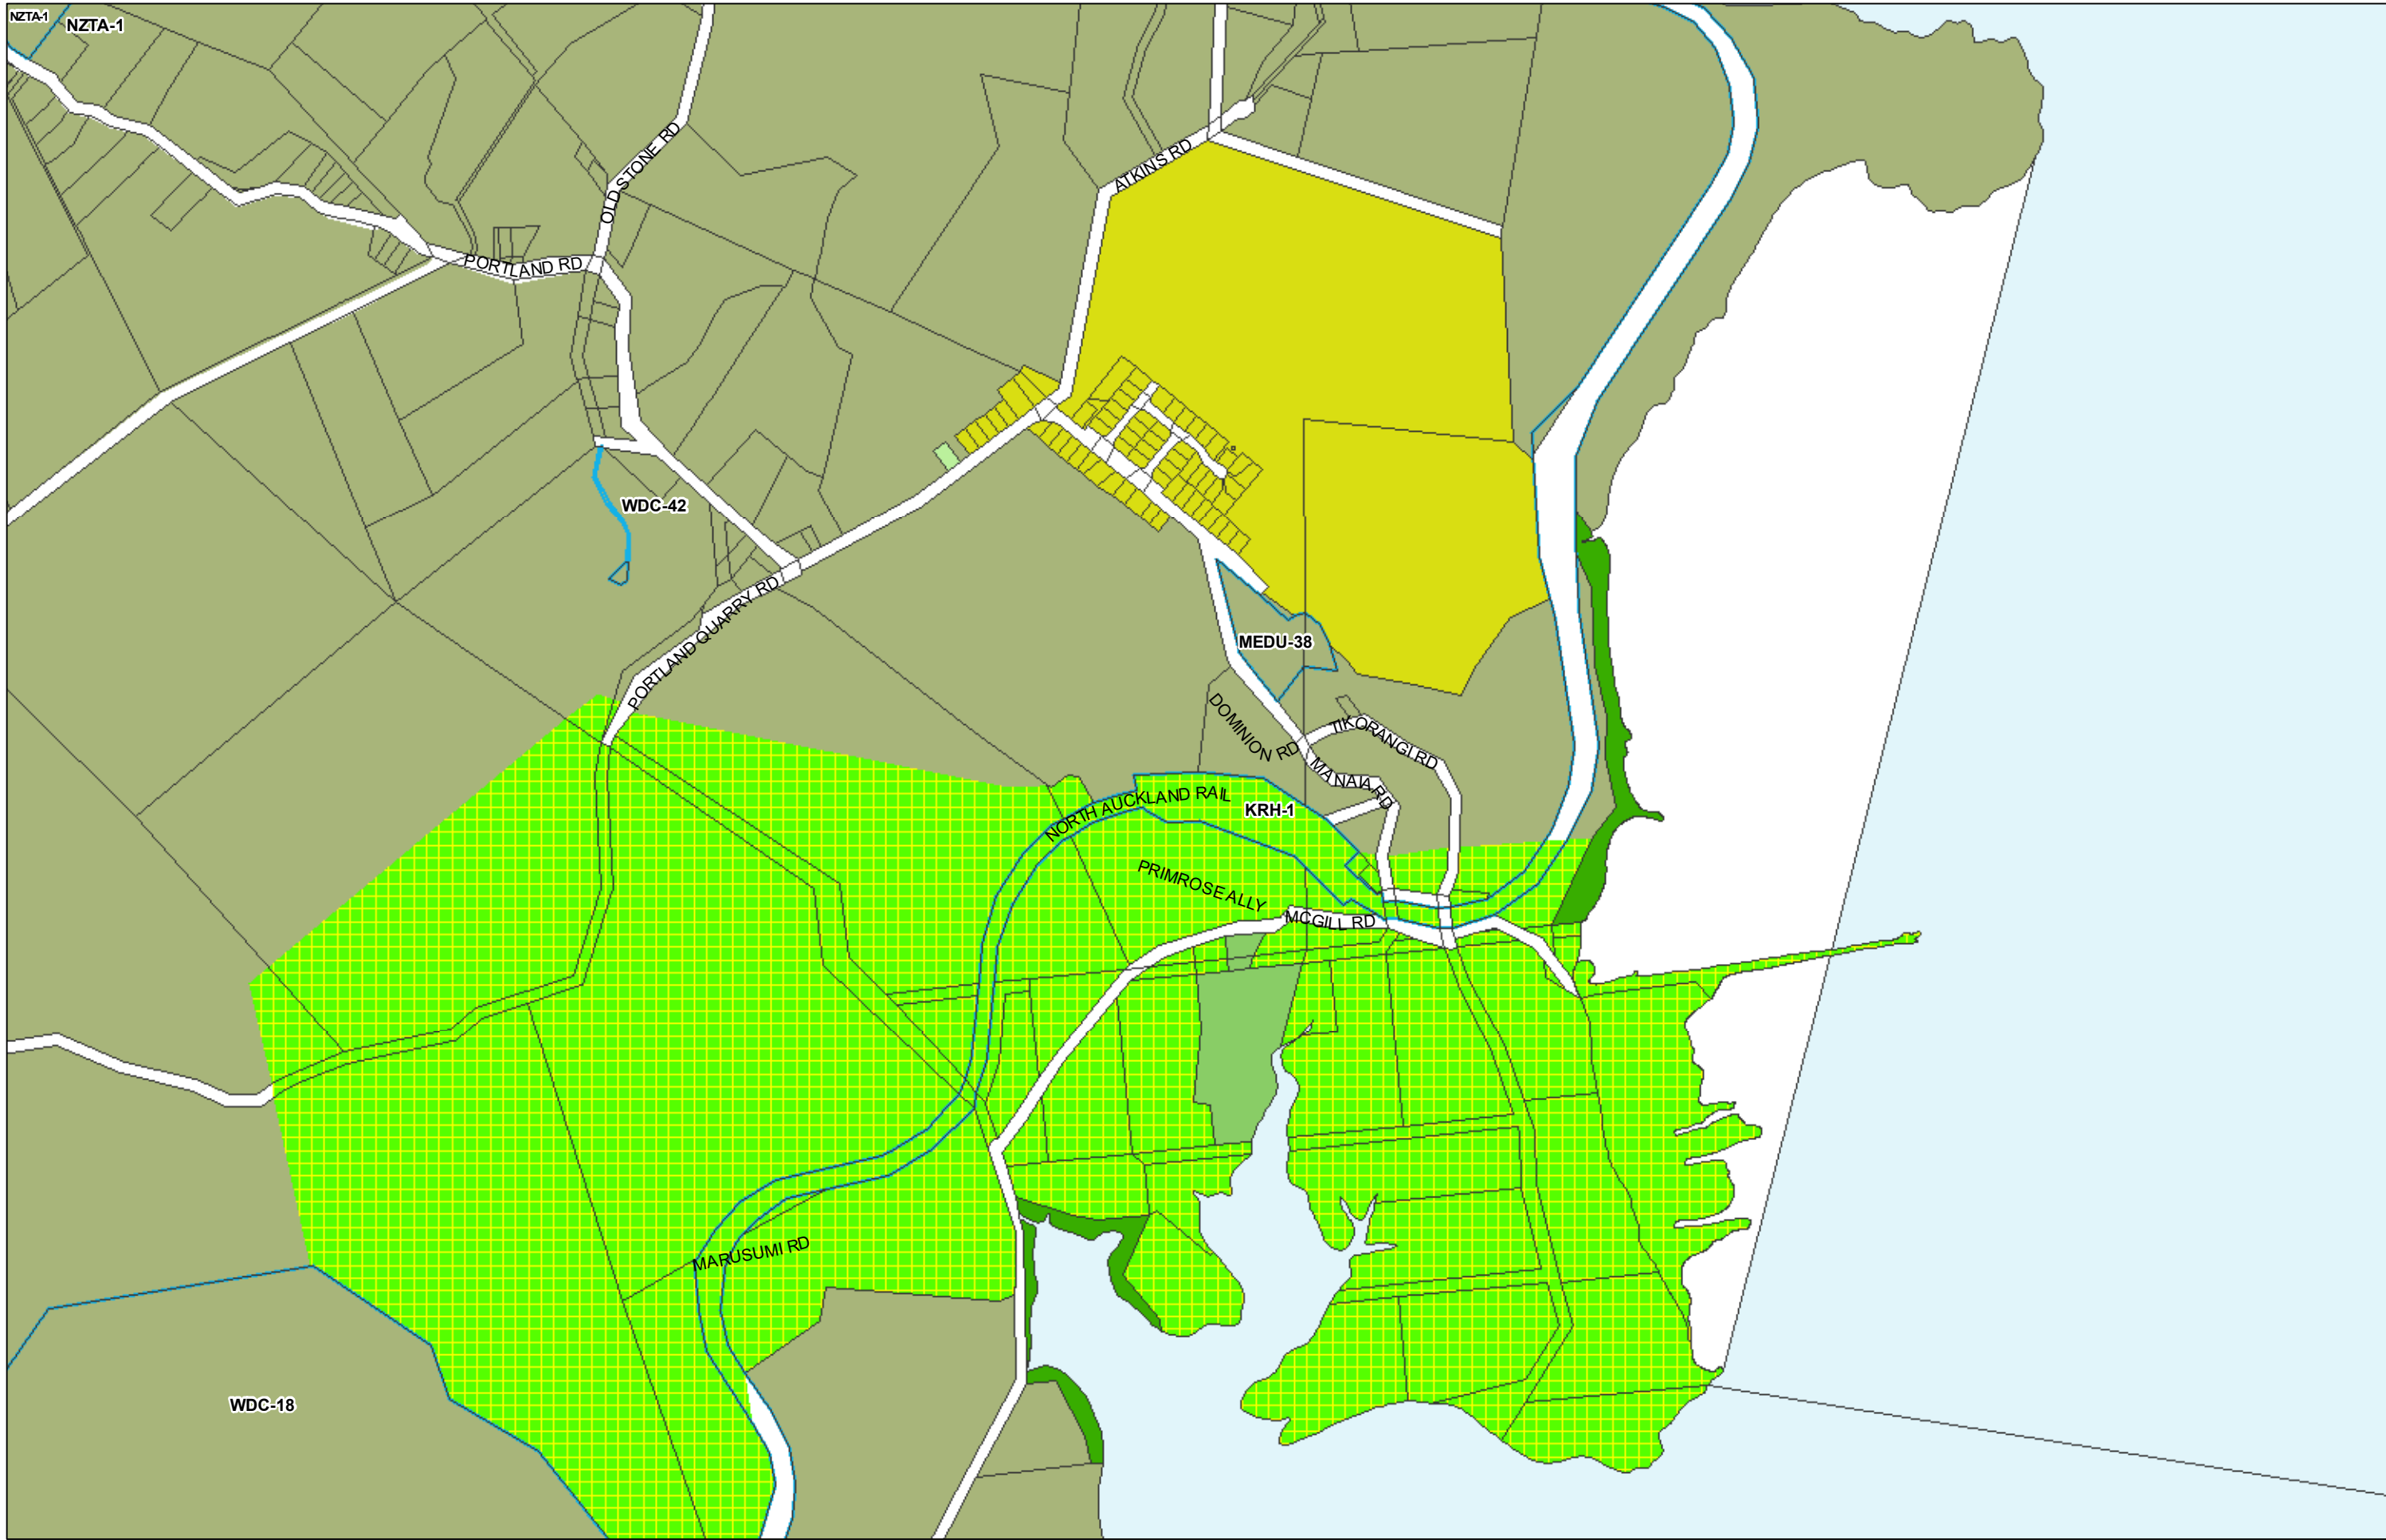 NZTA-1
NZTA-1
OLD STONE RD
ATKINS RD
PORTLAND RD
WDC-42
PORTLAND QUARRY RD
MEDU-38
DOMINION RD
TIKORANGI RD
MANAIA RD
NORTH AUCKLAND RAIL
KRH-1
PRIMROSE ALLY
MCGILL RD
MARUSUMI RD
WDC-18